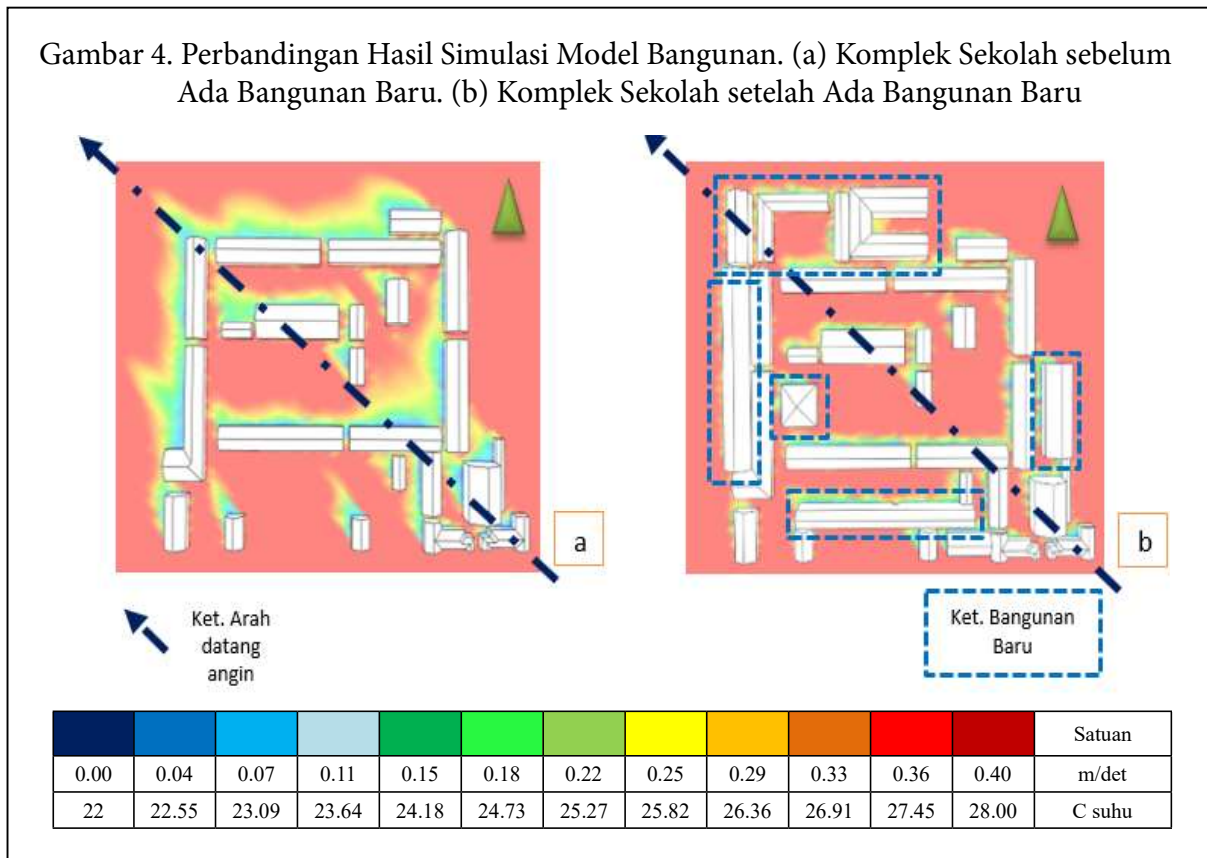 Gambar 4. Perbandingan Hasil Simulasi Model Bangunan. (a) Komplek Sekolah sebelum
Ada Bangunan Baru. (b) Komplek Sekolah setelah Ada Bangunan Baru
a
b
Ket. Arah
datang
angin
Ket. Bangunan
Baru
Satuan
0.00 0.04 0.07 0.11 0.15 0.18 0.22 0.25 0.29 0.33 0.36 0.40 m/det
22 22.55 23.09 23.64 24.18 24.73 25.27 25.82 26.36 26.91 27.45 28.00 C suhu